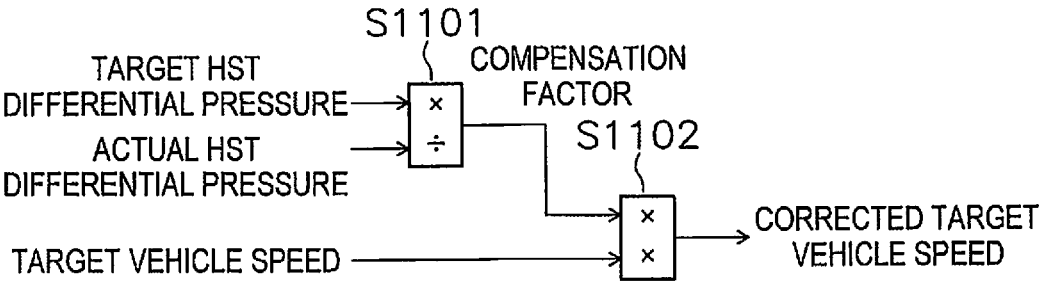 S1101
TARGET HST
DIFFERENTIAL PRESSURE
×
÷
COMPENSATION
FACTOR
ACTUAL HST
DIFFERENTIAL PRESSURE
S1102
×
×
TARGET VEHICLE SPEED
CORRECTED TARGET
VEHICLE SPEED